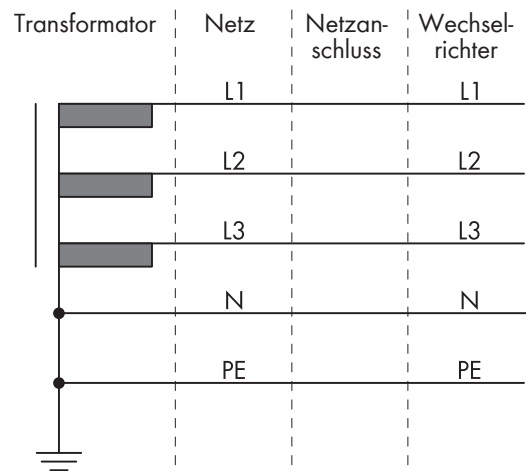 Transformator
Netz
Netzan-
schluss
Wechsel-
richter
L1
L1
L2
L2
L3
L3
N
N
PE
PE